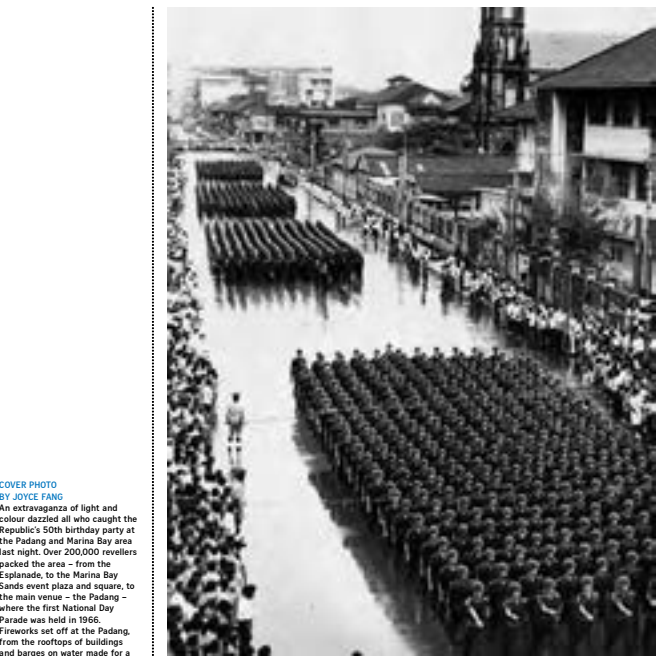 COVER PHOTO
BY JOYCE FANG
An extravaganza of light and
colour dazzled all who caught the
Republic's 50th birthday party at
the Padang and Marina Bay area
last night. Over 200,000 revellers
packed the area – from the
Esplanade, to the Marina Bay
Sands event plaza and square, to
the main venue – the Padang –
where the first National Day
Parade was held in 1966.
Fireworks set off at the Padang,
from the rooftops of buildings
and barges on water made for a